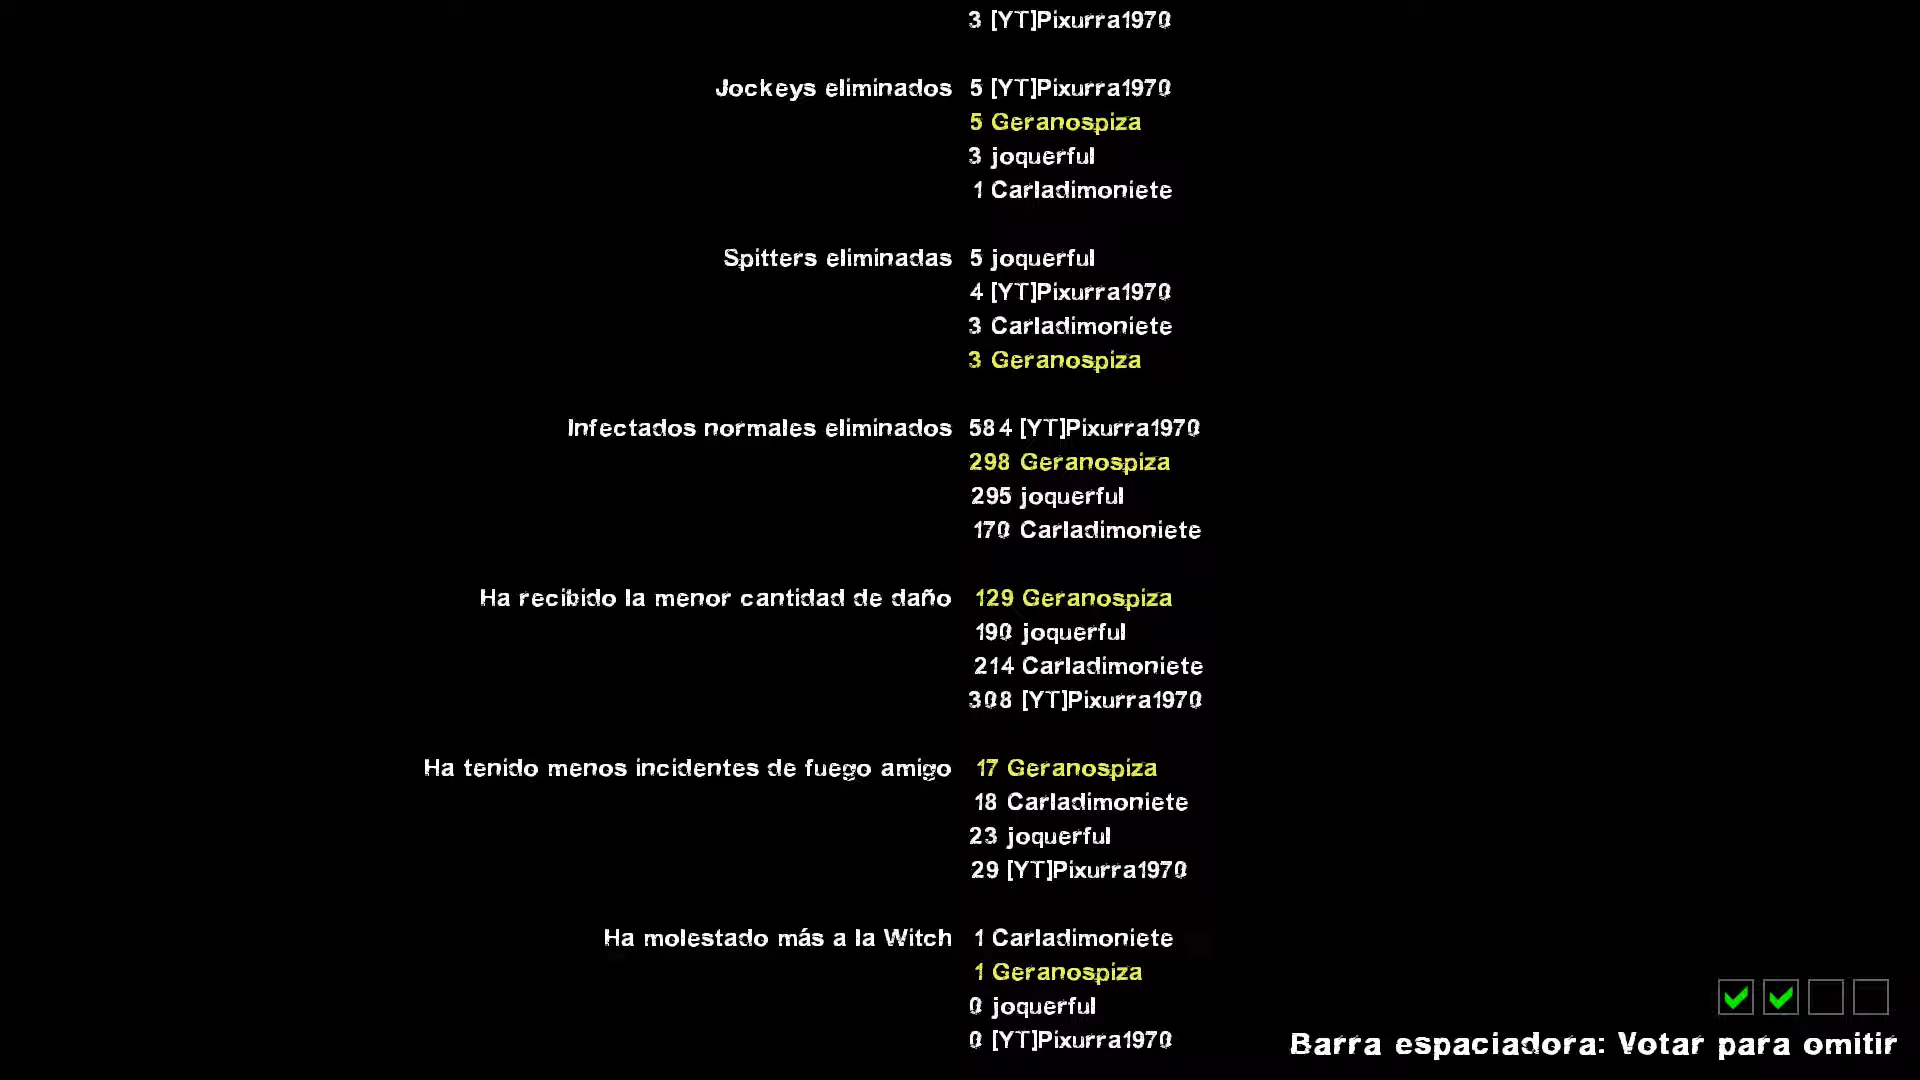 3 [YT]Pixurra1970
Jockeys eliminados 5 [YT]Pixurra1970
5 Geranospiza
3 joquerful
1 Carladimoniete
Spitters eliminadas 5 joquerful
4 [YT]Pixurra1970
3 Carladimoniete
3 Geranospiza
Infectados normales eliminados 584 [YT]Pixurra1970
298 Geranospiza
295 joquerful
170 Carladimoniete
Ha recibido la menor cantidad de daño 129 Geranospiza
190 joquerful
214 Carladimoniete
308 [YT]Pixurra1970
Ha tenido menos incidentes de fuego amigo 17 Geranospiza
18 Carladimoniete
23 joquerful
29 [YT]Pixurra1970
Ha molestado más a la Witch 1 Carladimoniete
1 Geranospiza
0 joquerful
0 [YT]Pixurra1970
Barra espaciadora: Votar para omitir